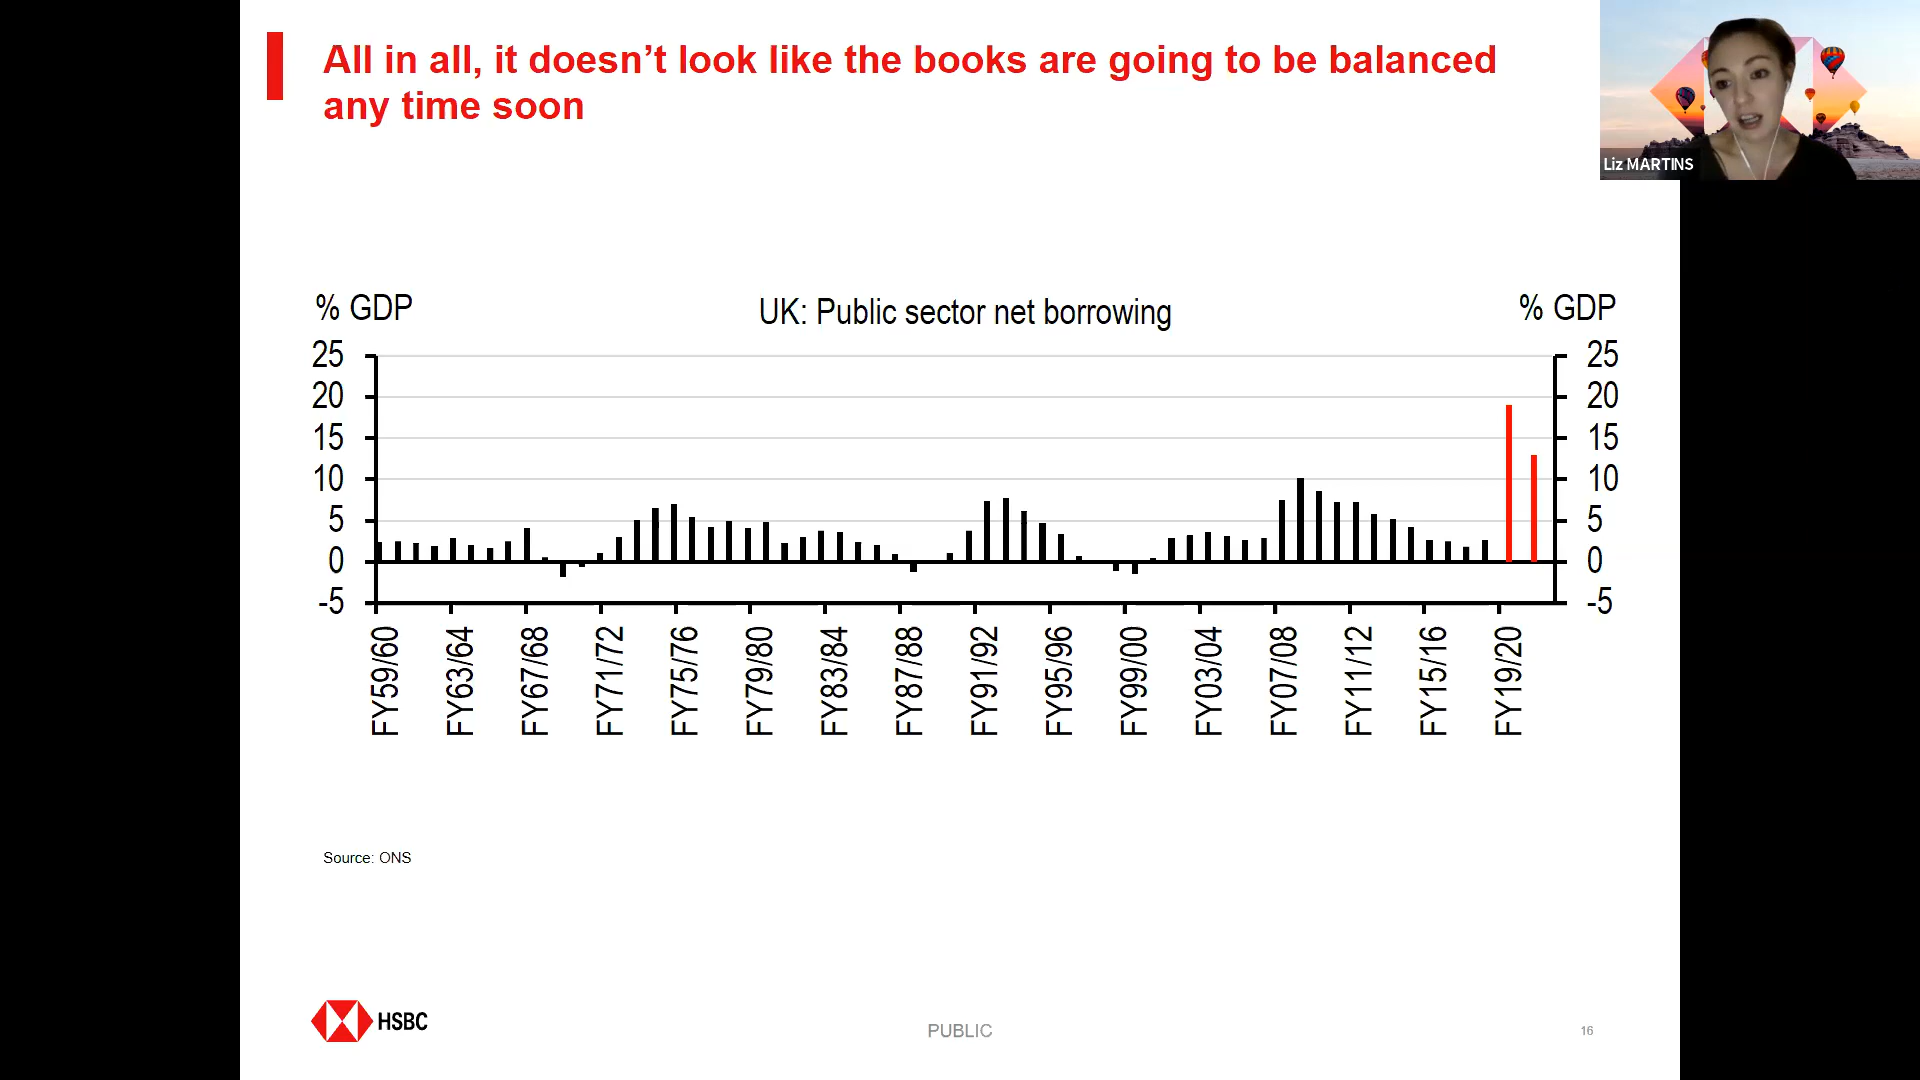 All in all, it doesn’t look like the books are going to be balanced
any time soon
Liz MARTINS
% GDP
UK: Public sector net borrowing
% GDP
25
20
15
10
5
0
-5
25
20
15
10
5
0
-5
FY59/60
FY63/64
FY67/68
FY71/72
FY75/76
FY79/80
FY83/84
FY87/88
FY91/92
FY95/96
FY99/00
FY03/04
FY07/08
FY11/12
FY15/16
FY19/20
Source: ONS
HSBC
PUBLIC
16